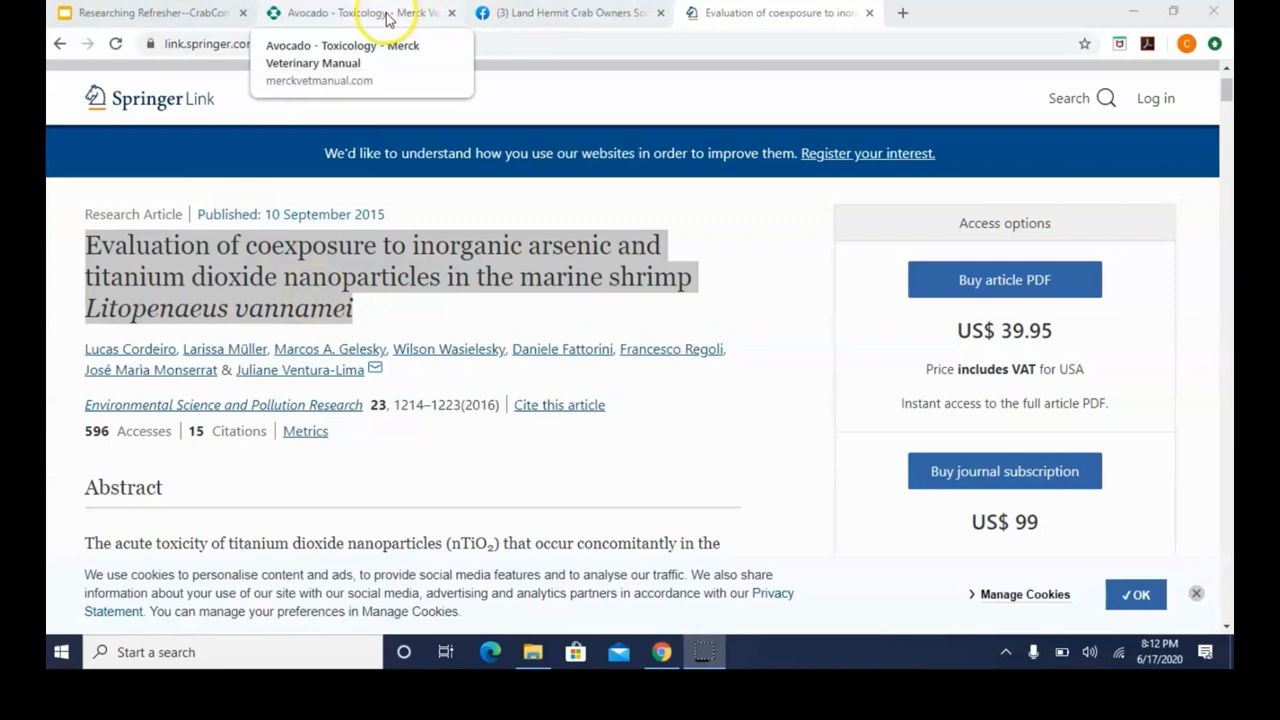 Researching Refresher--CrabCon
Avocado - Toxicology - Merck Ve
(3) Land Hermit Crab Owners So
Evaluation of coexposure to inor
link.springer.co
Avocado - Toxicology - Merck
Veterinary Manual
merckvetmanual.com
Springer Link
Search
Log in
We'd like to understand how you use our websites in order to improve them. Register your interest.
Research Article | Published: 10 September 2015
Evaluation of coexposure to inorganic arsenic and
titanium dioxide nanoparticles in the marine shrimp
Litopenaeus vannamei
Lucas Cordeiro, Larissa Müller, Marcos A. Gelesky, Wilson Wasielesky, Daniele Fattorini, Francesco Regoli,
José Marìa Monserrat & Juliane Ventura-Lima
Environmental Science and Pollution Research 23, 1214–1223(2016) | Cite this article
596 Accesses | 15 Citations | Metrics
Abstract
The acute toxicity of titanium dioxide nanoparticles (nTiO₂) that occur concomitantly in the
Access options
Buy article PDF
US$ 39.95
Price includes VAT for USA
Instant access to the full article PDF.
Buy journal subscription
US$ 99
We use cookies to personalise content and ads, to provide social media features and to analyse our traffic. We also share
information about your use of our site with our social media, advertising and analytics partners in accordance with our Privacy
Statement. You can manage your preferences in Manage Cookies.
> Manage Cookies
✓OK
Start a search
8:12 PM
6/17/2020